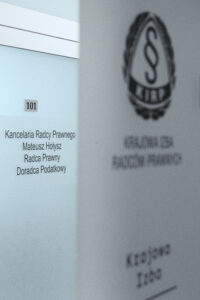 101
Kancelaria Radcy Prawnego
Mateusz Hołysz
Radca Prawny
Doradca Podatkowy
§
KIRP
KRAJOWA IZBA
RADCÓW PRAWNYCH
Krajowa
Izba